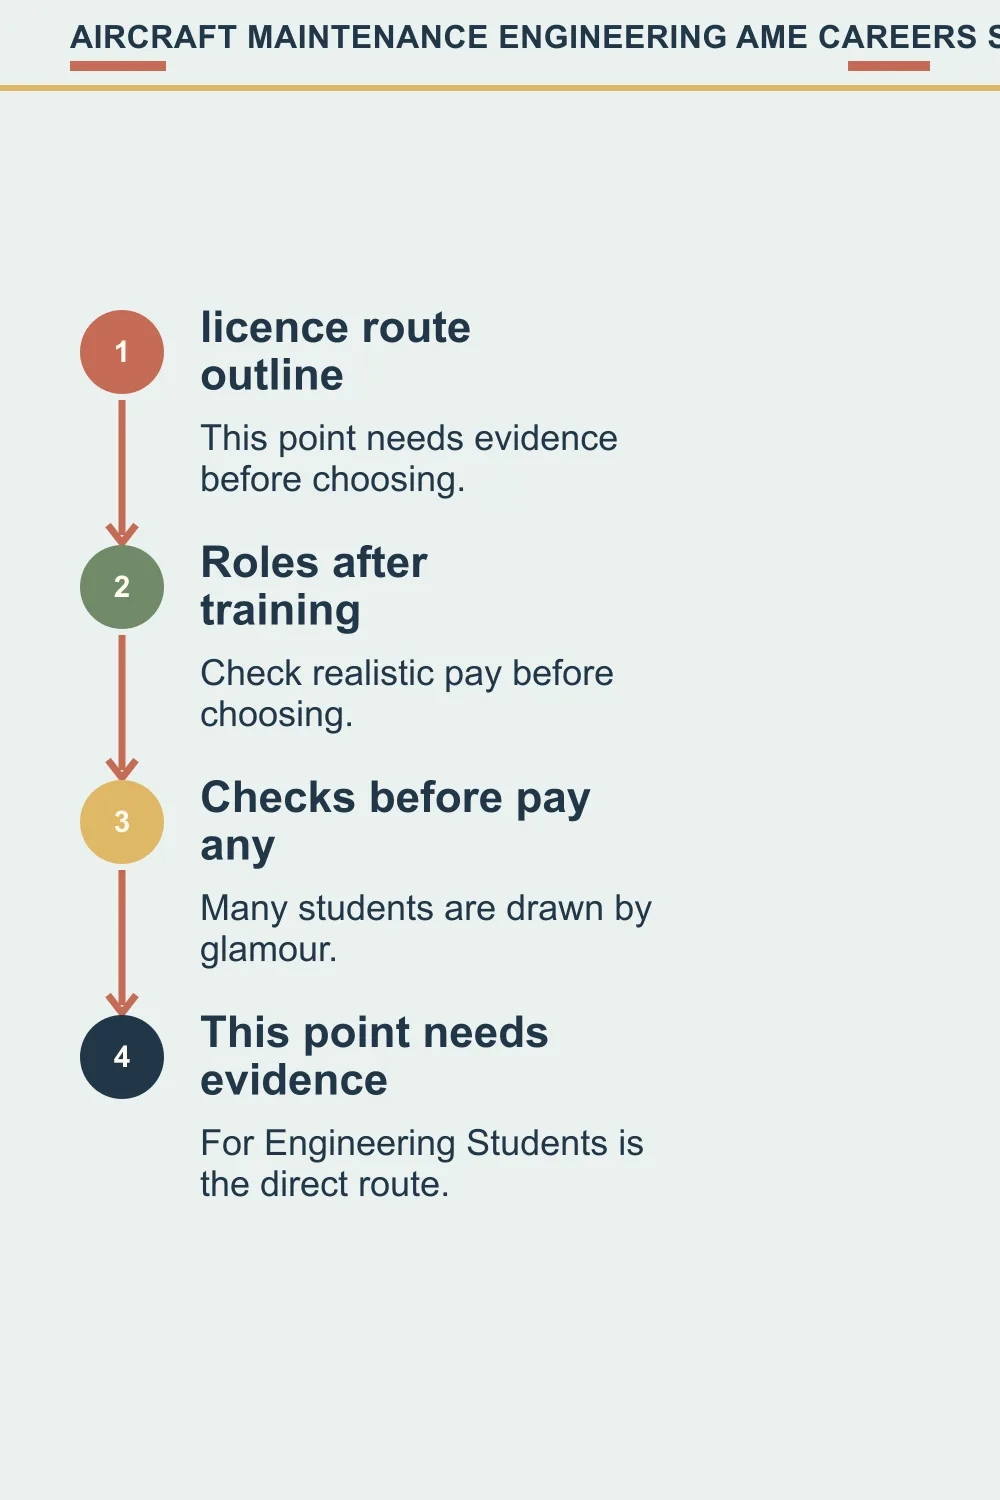 AIRCRAFT MAINTENANCE ENGINEERING AME CAREERS S
1
licence route
outline
This point needs evidence
before choosing.
2
Roles after
training
Check realistic pay before
choosing.
3
Checks before pay
any
Many students are drawn by
glamour.
4
This point needs
evidence
For Engineering Students is
the direct route.